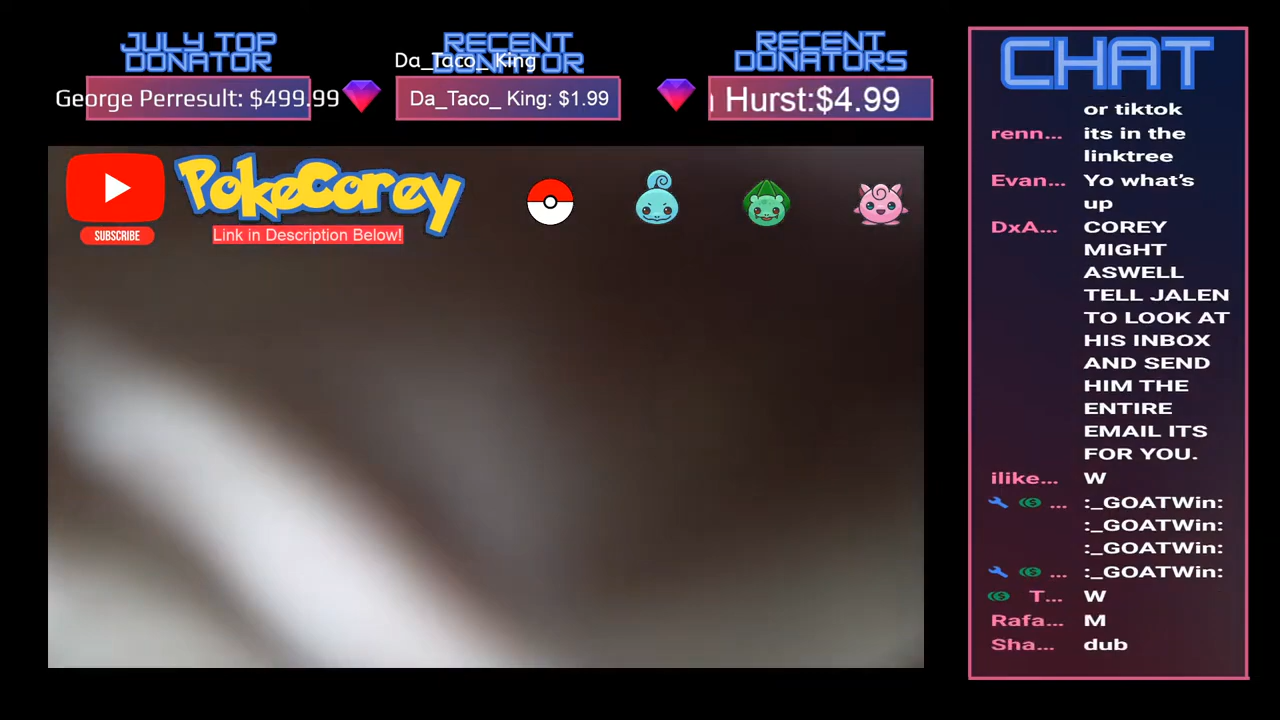 JULY TOP
DONATOR
George Perresult: $499.99
RECENT
DONATOR
Da_Taco_ King
Da_Taco_ King: $1.99
RECENT
DONATORS
Hurst:$4.99
SUBSCRIBE
PokeCorey
Link in Description Below!
CHAT
or tiktok
renn... its in the
linktree
Evan... Yo what's
up
DxA... COREY
MIGHT
ASWELL
TELL JALEN
TO LOOK AT
HIS INBOX
AND SEND
HIM THE
ENTIRE
EMAIL ITS
FOR YOU.
ilike... W
... :_GOATWin:
:_GOATWin:
:_GOATWin:
... :_GOATWin:
T... W
Rafa... M
Sha... dub